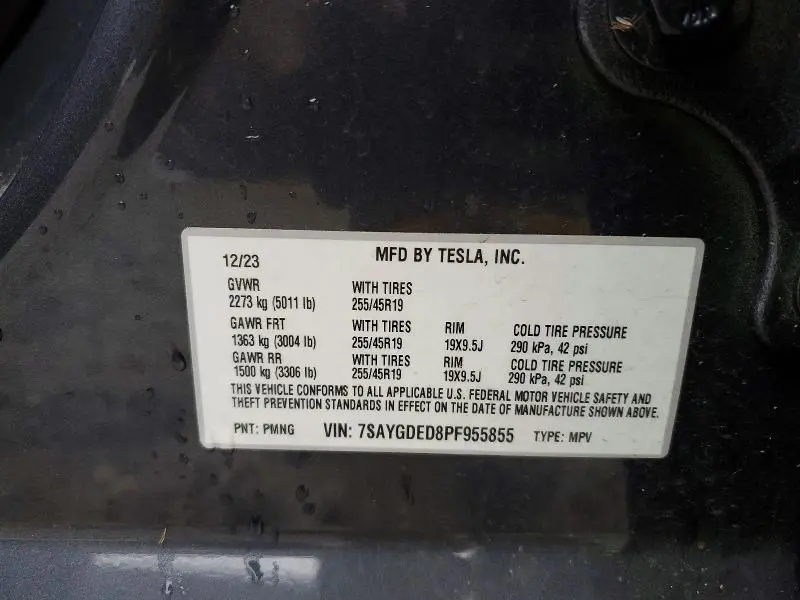 12/23 MFD BY TESLA, INC.
GVWR WITH TIRES
2273 kg (5011 lb) 255/45R19
GAWR FRT WITH TIRES RIM COLD TIRE PRESSURE
1363 kg (3004 lb) 255/45R19 19X9.5J 290 kPa, 42 psi
GAWR RR WITH TIRES RIM COLD TIRE PRESSURE
1500 kg (3306 lb) 255/45R19 19X9.5J 290 kPa, 42 psi
THIS VEHICLE CONFORMS TO ALL APPLICABLE U.S. FEDERAL MOTOR VEHICLE SAFETY AND
THEFT PREVENTION STANDARDS IN EFFECT ON THE DATE OF MANUFACTURE SHOWN ABOVE.
PNT: PMNG VIN: 7SAYGDED8PF955855 TYPE: MPV